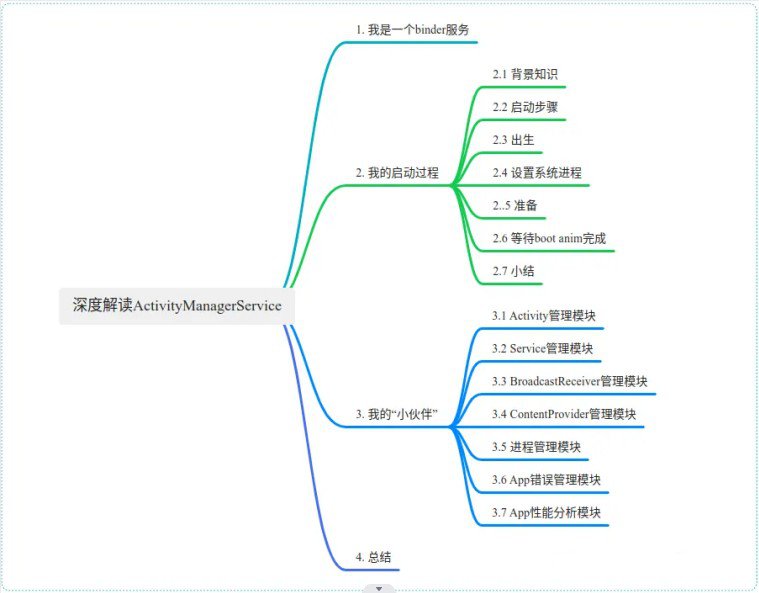 深度解读ActivityManagerService
1. 我是一个binder服务
2. 我的启动过程
2.1 背景知识
2.2 启动步骤
2.3 出生
2.4 设置系统进程
2..5 准备
2.6 等待boot anim完成
2.7 小结
3. 我的“小伙伴”
3.1 Activity管理模块
3.2 Service管理模块
3.3 BroadcastReceiver管理模块
3.4 ContentProvider管理模块
3.5 进程管理模块
3.6 App错误管理模块
3.7 App性能分析模块
4. 总结